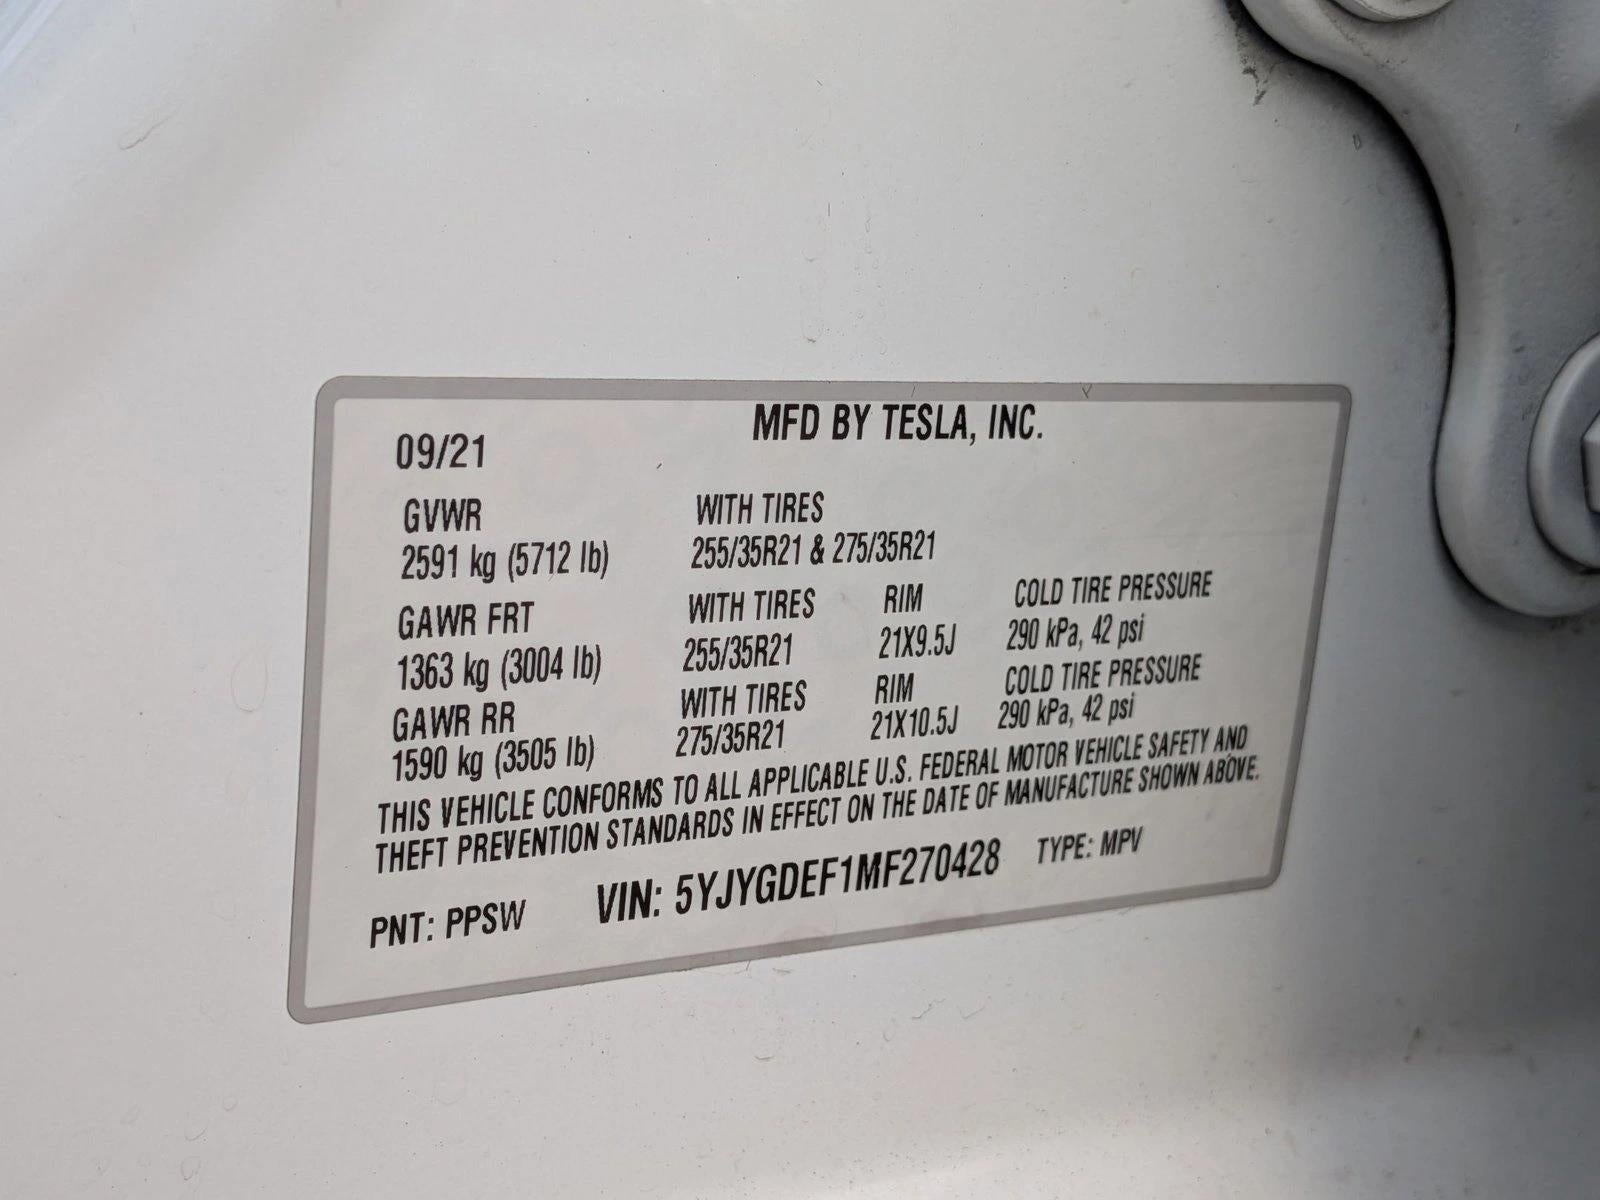 MFD BY TESLA, INC.
09/21
GVWR WITH TIRES
2591 kg (5712 lb) 255/35R21 & 275/35R21
GAWR FRT WITH TIRES RIM COLD TIRE PRESSURE
1363 kg (3004 lb) 255/35R21 21X9.5J 290 kPa, 42 psi
GAWR RR WITH TIRES RIM COLD TIRE PRESSURE
1590 kg (3505 lb) 275/35R21 21X10.5J 290 kPa, 42 psi
THIS VEHICLE CONFORMS TO ALL APPLICABLE U.S. FEDERAL MOTOR VEHICLE SAFETY AND
THEFT PREVENTION STANDARDS IN EFFECT ON THE DATE OF MANUFACTURE SHOWN ABOVE.
PNT: PPSW VIN: 5YJYGDEF1MF270428 TYPE: MPV